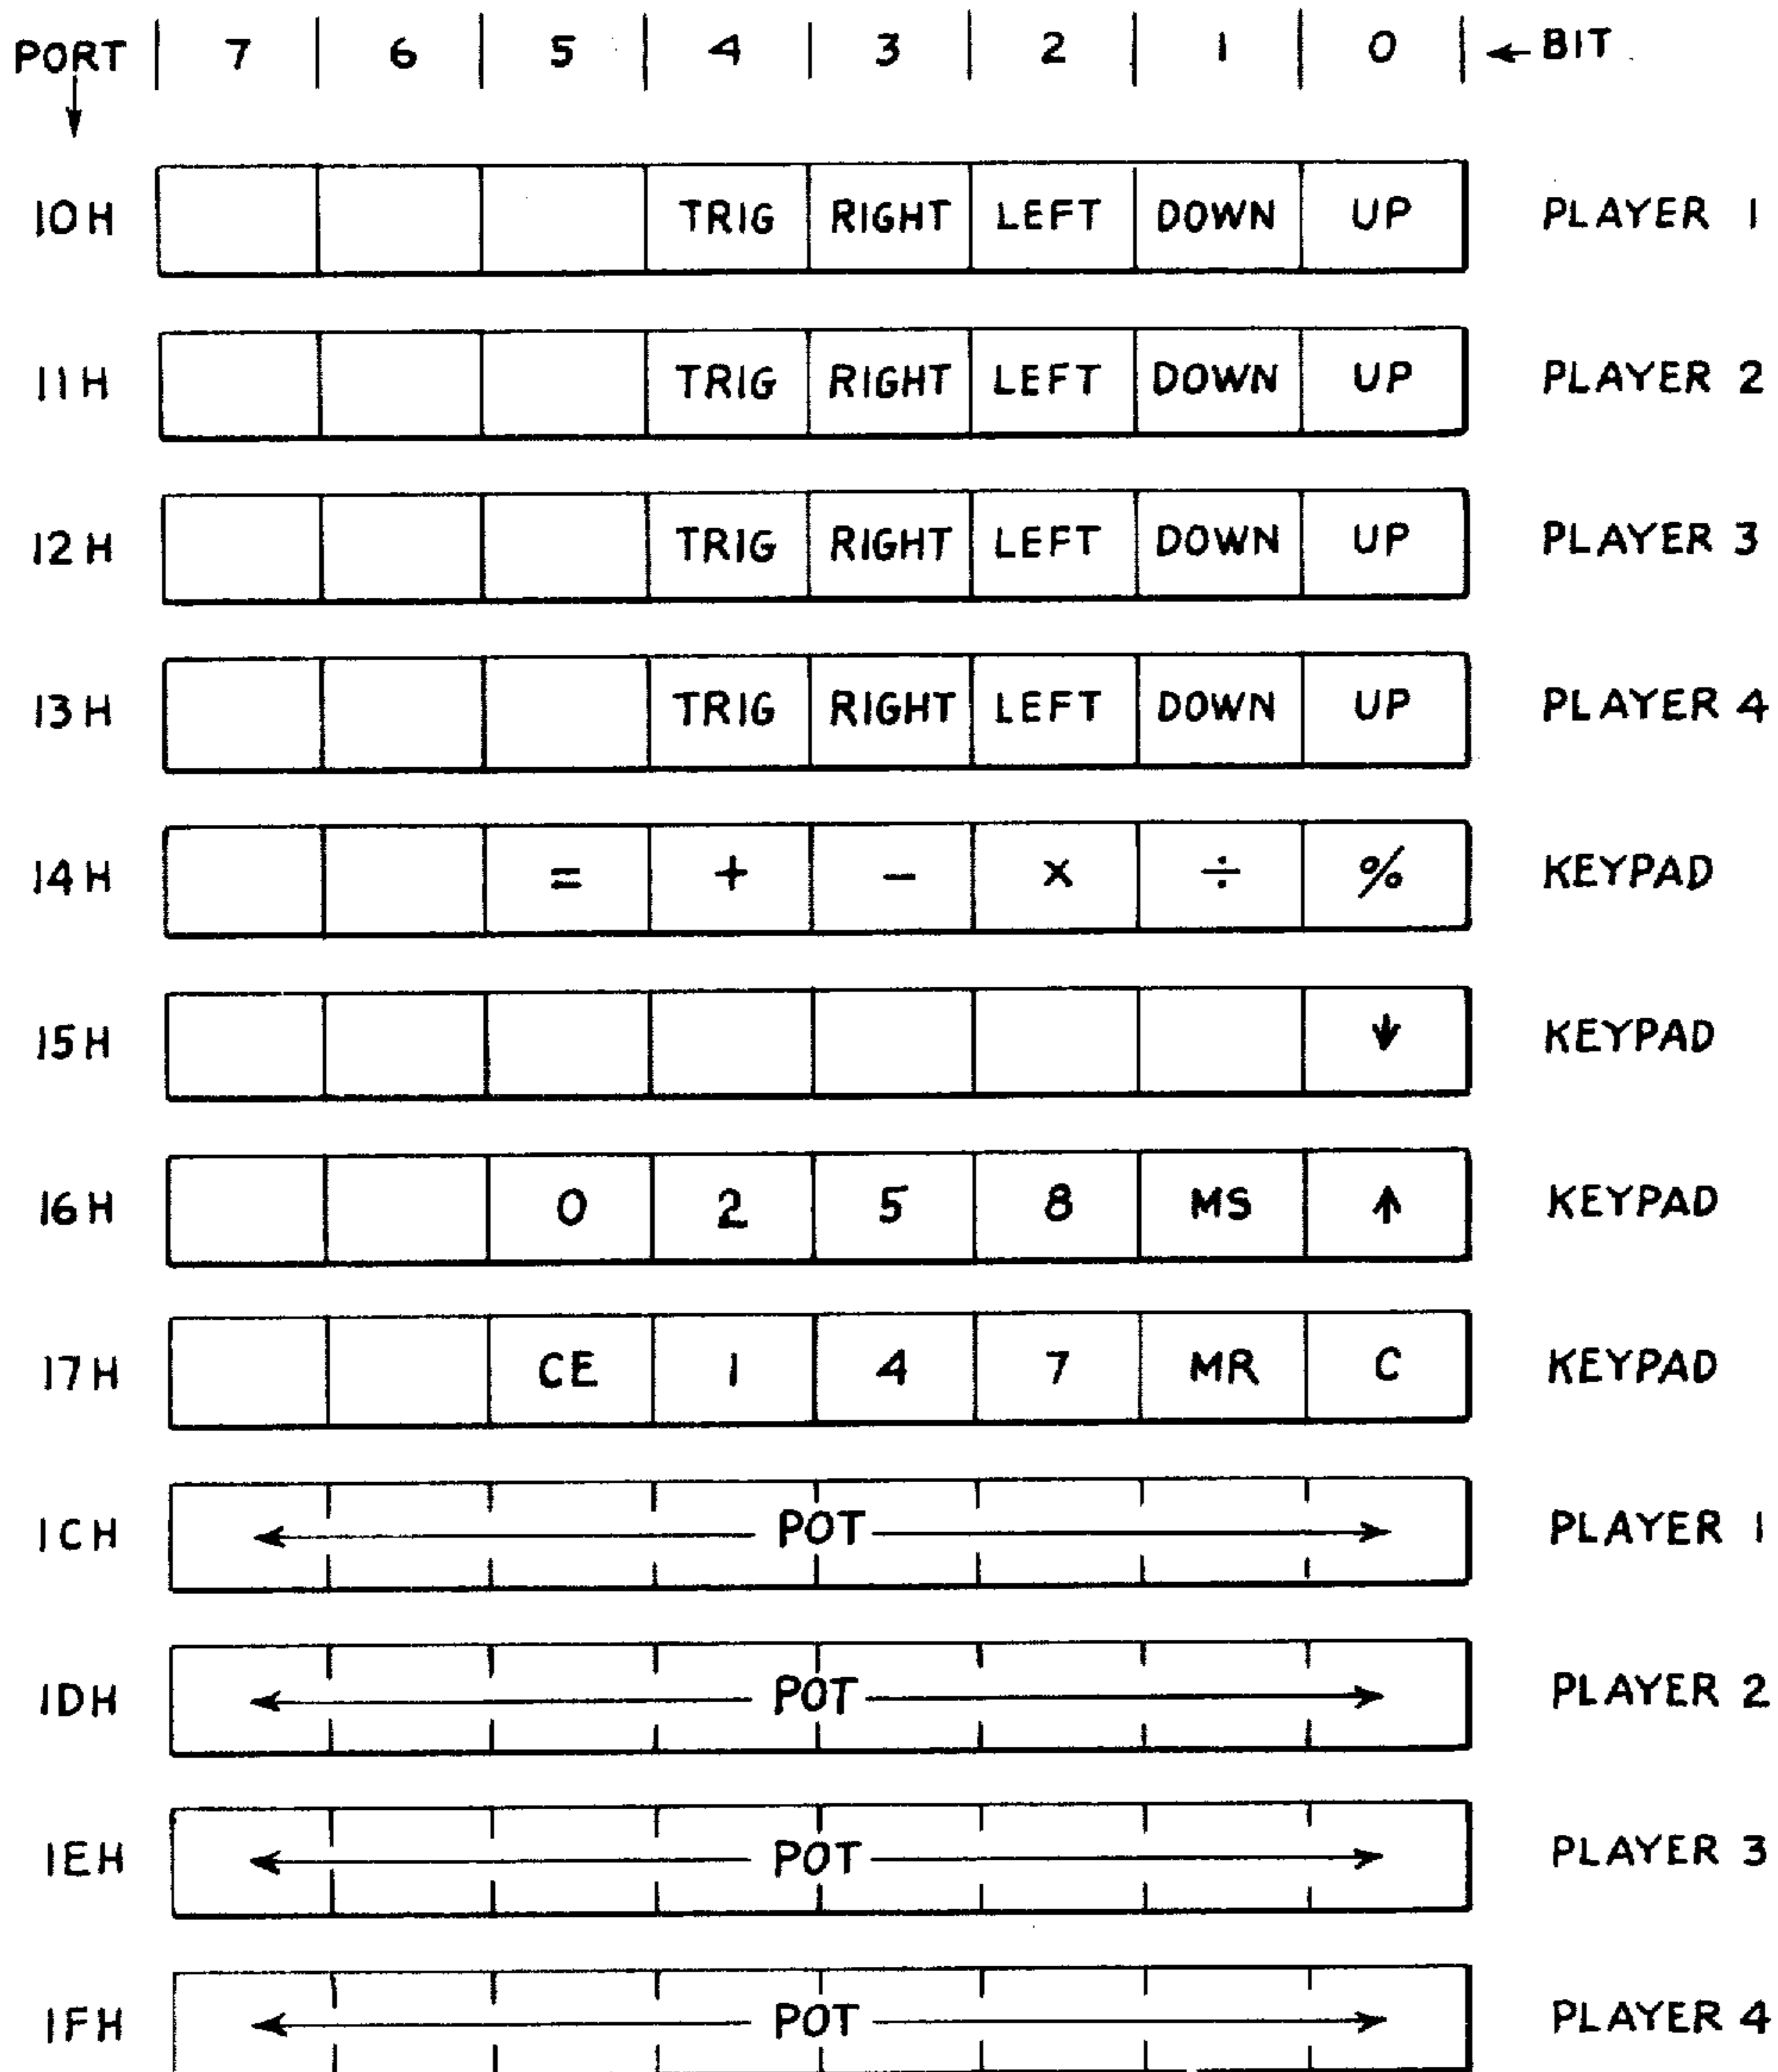 PORT 7 6 5 4 3 2 1 0 ← BIT
10H TRIG RIGHT LEFT DOWN UP PLAYER 1
11H TRIG RIGHT LEFT DOWN UP PLAYER 2
12H TRIG RIGHT LEFT DOWN UP PLAYER 3
13H TRIG RIGHT LEFT DOWN UP PLAYER 4
14H = + − × ÷ % KEYPAD
15H ↓ KEYPAD
16H 0 2 5 8 MS ↑ KEYPAD
17H CE 1 4 7 MR C KEYPAD
1CH POT PLAYER 1
1DH POT PLAYER 2
1EH POT PLAYER 3
1FH POT PLAYER 4